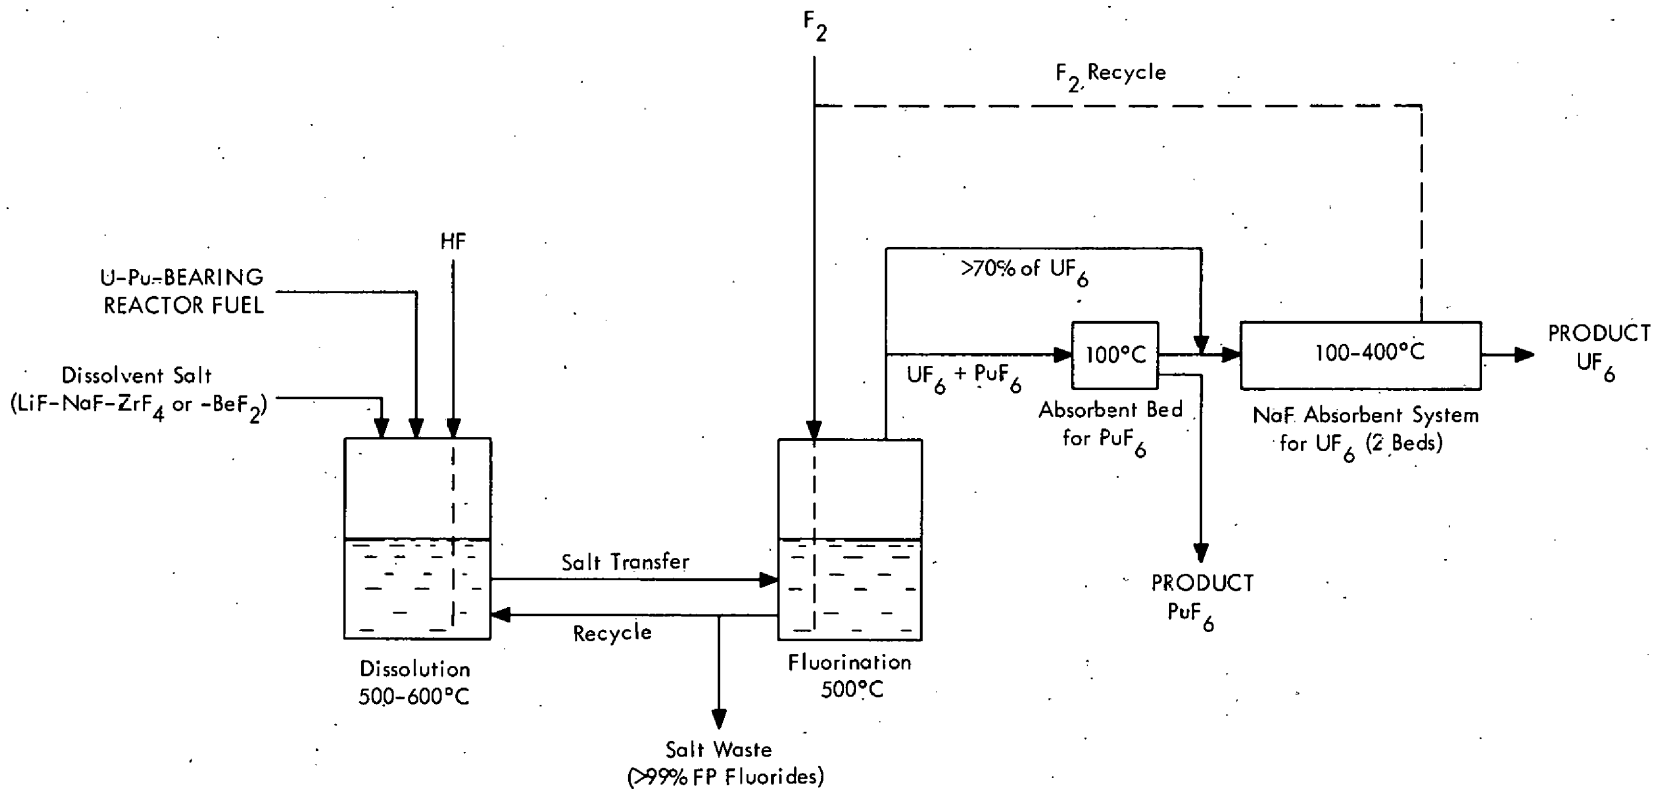 F2
F2 Recycle
HF
>70% of UF6
U-Pu-BEARING
REACTOR FUEL
Dissolvent Salt
(LiF-NaF-ZrF4 or -BeF2)
UF6 + PuF6
100°C
Absorbent Bed
for PuF6
100-400°C
NaF Absorbent System
for UF6 (2 Beds)
PRODUCT
UF6
Salt Transfer
Recycle
PRODUCT
PuF6
Dissolution
500-600°C
Fluorination
500°C
Salt Waste
(>99% FP Fluorides)